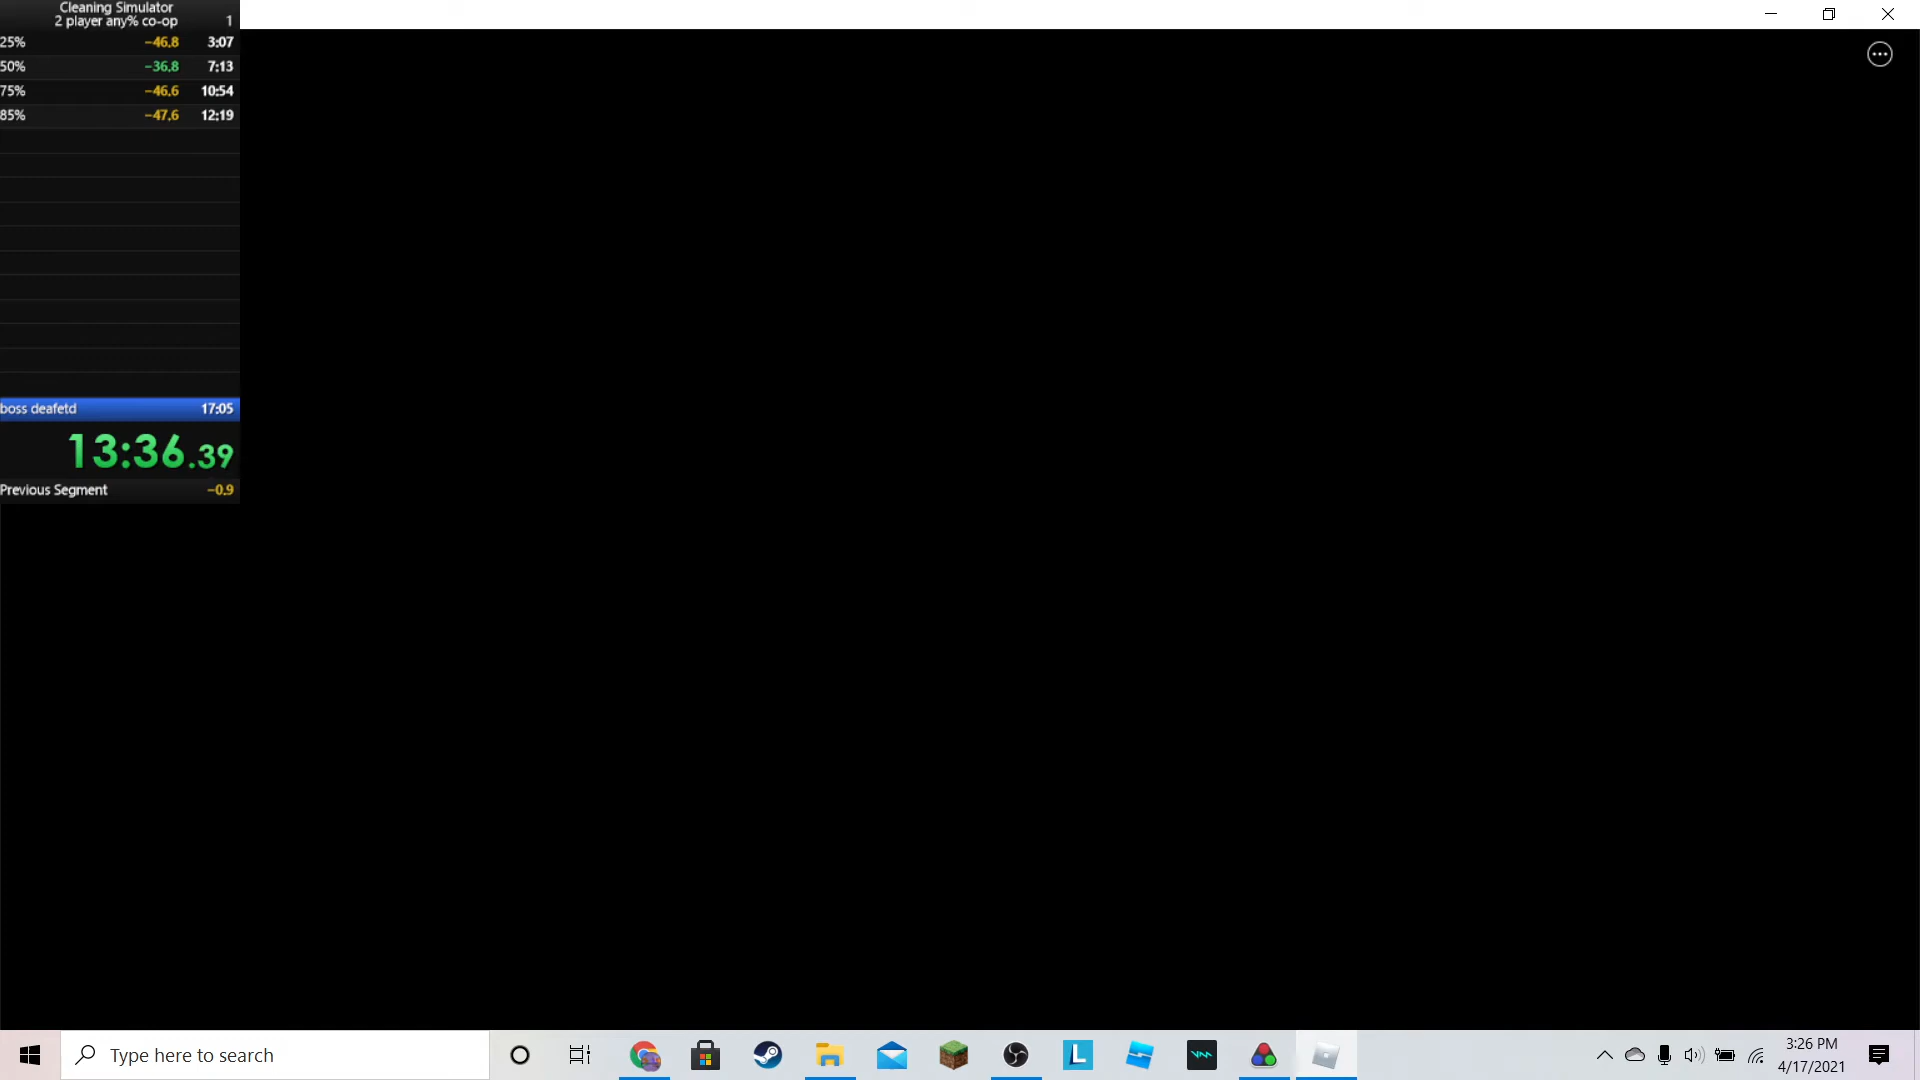 Cleaning Simulator
2 player any% co-op 1
25% -46.8 3:07
50% -36.8 7:13
75% -46.6 10:54
85% -47.6 12:19
boss deafetd 17:05
13:36.39
Previous Segment -0.9
Type here to search
L
3:26 PM
4/17/2021